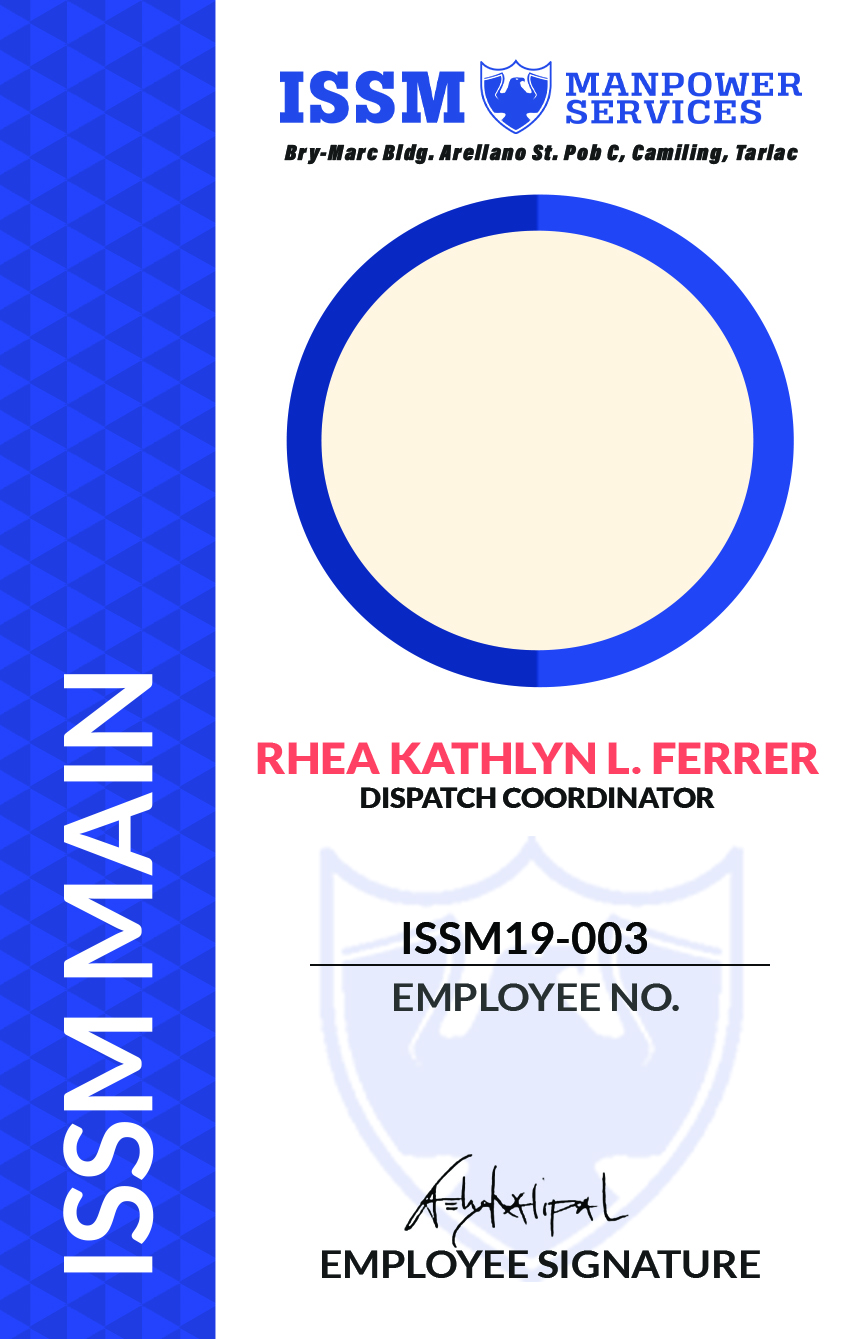 ISSM MANPOWER SERVICES
Bry-Marc Bldg. Arellano St. Pob C, Camiling, Tarlac
RHEA KATHLYN L. FERRER
DISPATCH COORDINATOR
ISSM19-003
EMPLOYEE NO.
EMPLOYEE SIGNATURE
ISSM MAIN